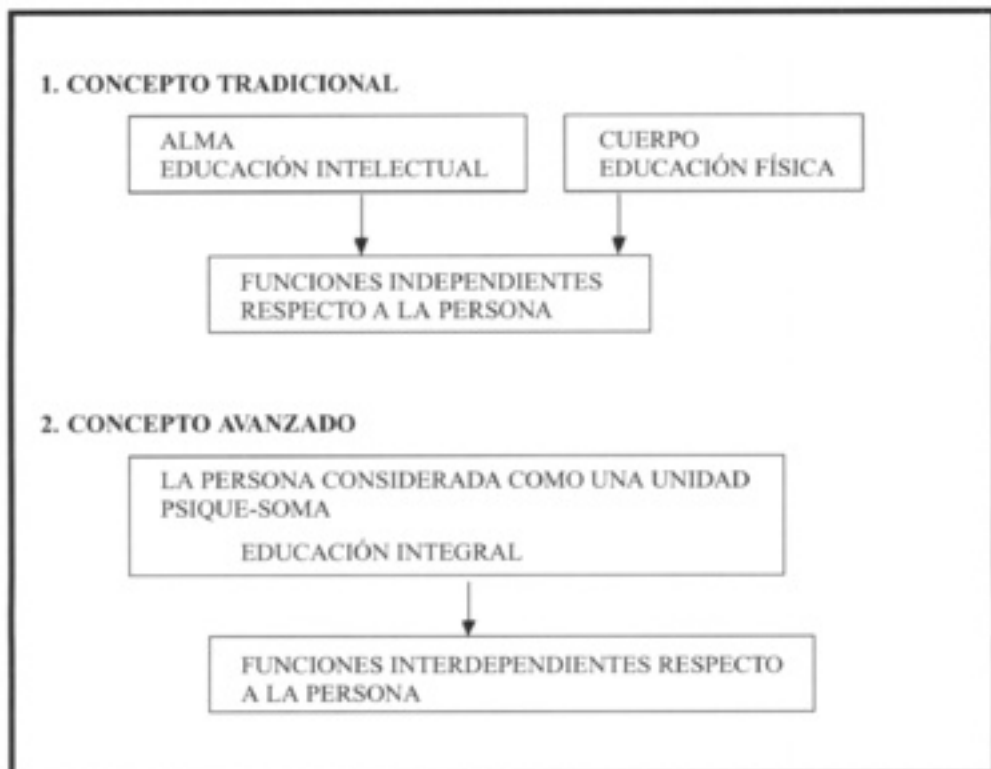 1. CONCEPTO TRADICIONAL
ALMA
EDUCACIÓN INTELECTUAL
CUERPO
EDUCACIÓN FÍSICA
FUNCIONES INDEPENDIENTES
RESPECTO A LA PERSONA
2. CONCEPTO AVANZADO
LA PERSONA CONSIDERADA COMO UNA UNIDAD
PSIQUE-SOMA
EDUCACIÓN INTEGRAL
FUNCIONES INTERDEPENDIENTES RESPECTO
A LA PERSONA